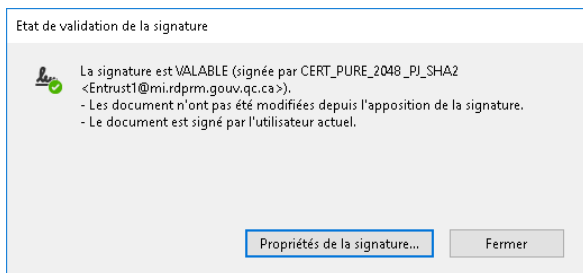 Etat de validation de la signature
La signature est VALABLE (signée par CERT_PURE_2048_PJ_SHA2
<Entrust1@mi.rdprm.gouv.qc.ca>).
- Les document n'ont pas été modifiées depuis l'apposition de la signature.
- Le document est signé par l'utilisateur actuel.
Propriétés de la signature... Fermer